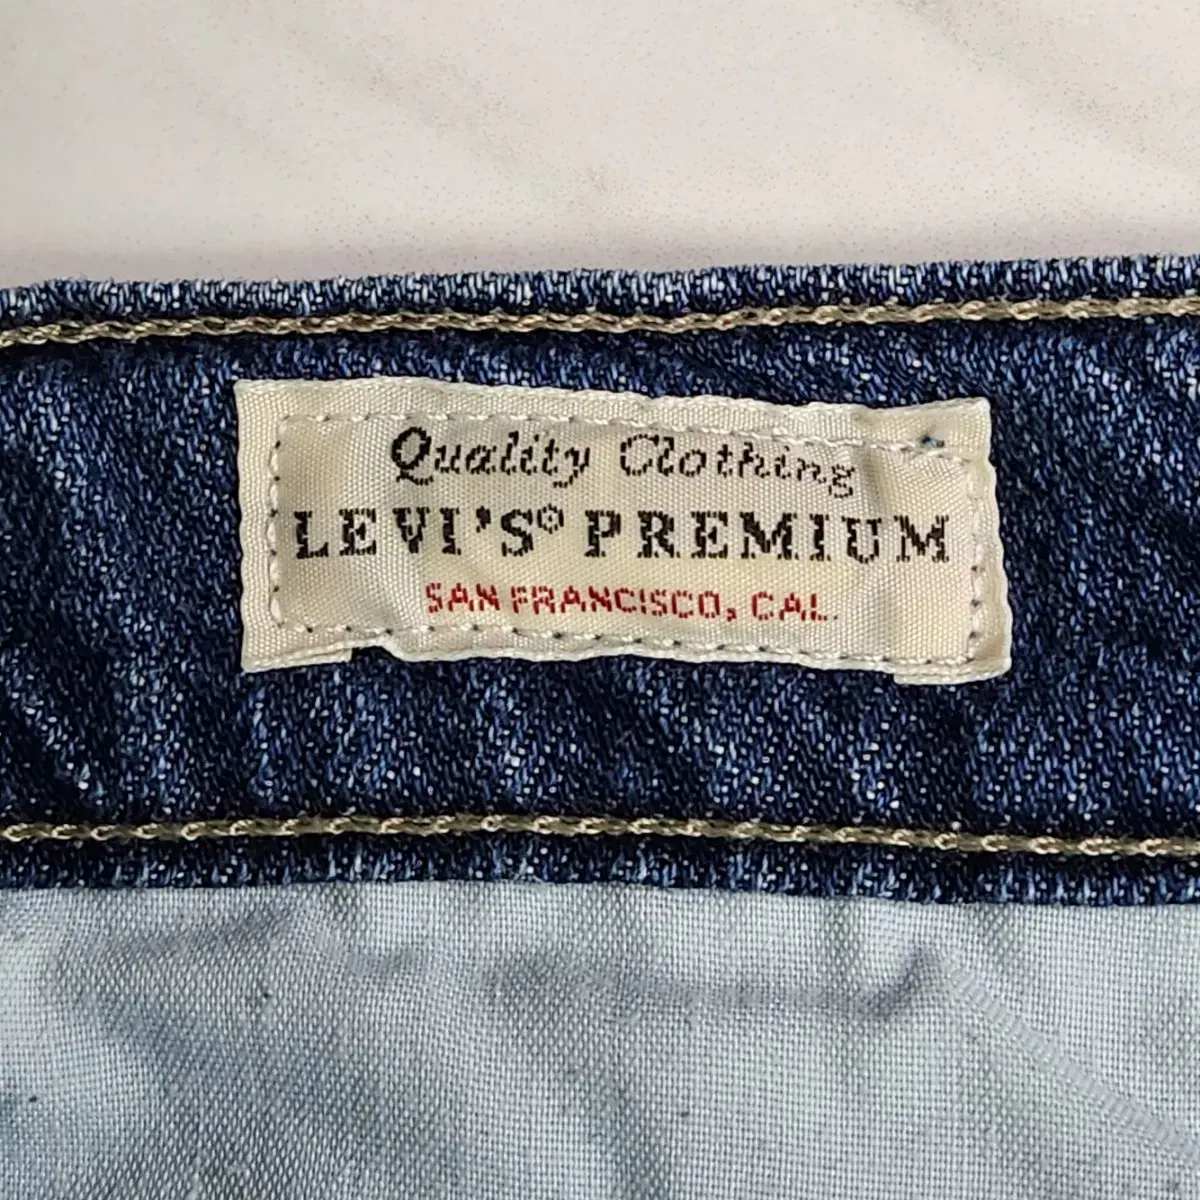 Quality Clothing
LEVI'S® PREMIUM
SAN FRANCISCO, CAL.